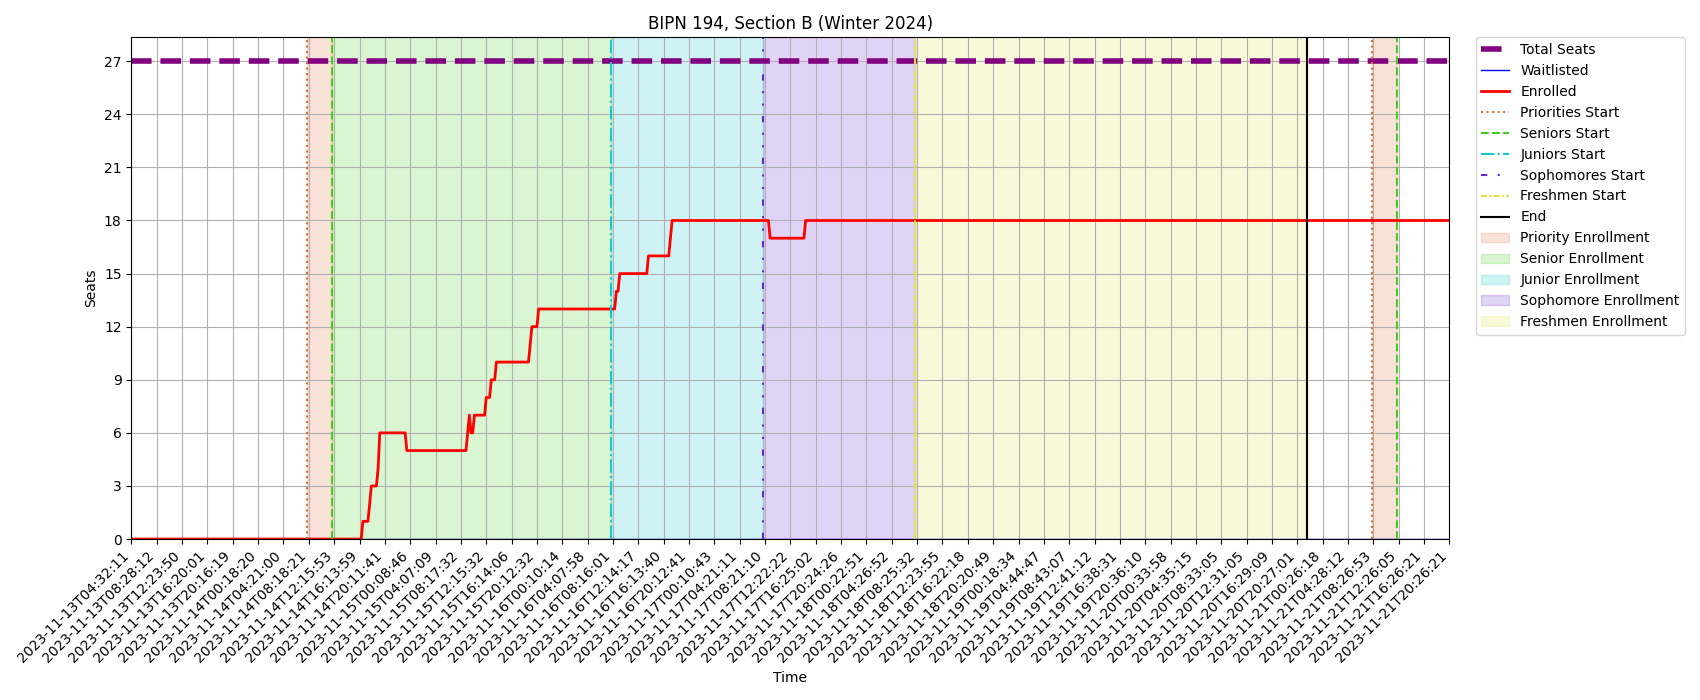 BIPN 194, Section B (Winter 2024)
27
24
21
18
15
12
9
6
3
0
Seats
2023-11-13T04:32:11
2023-11-13T08:28:12
2023-11-13T12:23:50
2023-11-13T16:20:01
2023-11-13T20:16:19
2023-11-14T00:18:20
2023-11-14T04:21:00
2023-11-14T08:18:21
2023-11-14T12:15:53
2023-11-14T16:13:59
2023-11-14T20:11:41
2023-11-15T00:08:46
2023-11-15T04:07:09
2023-11-15T08:17:32
2023-11-15T12:15:32
2023-11-15T16:14:06
2023-11-15T20:12:32
2023-11-16T00:10:14
2023-11-16T04:07:58
2023-11-16T08:16:01
2023-11-16T12:14:17
2023-11-16T16:13:40
2023-11-16T20:12:41
2023-11-17T00:10:43
2023-11-17T04:21:11
2023-11-17T08:21:10
2023-11-17T12:22:22
2023-11-17T16:25:02
2023-11-17T20:24:26
2023-11-18T00:22:51
2023-11-18T04:26:52
2023-11-18T08:25:32
2023-11-18T12:23:55
2023-11-18T16:22:18
2023-11-18T20:20:49
2023-11-19T00:18:34
2023-11-19T04:44:47
2023-11-19T08:43:07
2023-11-19T12:41:12
2023-11-19T16:38:31
2023-11-19T20:36:10
2023-11-20T00:33:58
2023-11-20T04:35:15
2023-11-20T08:33:05
2023-11-20T12:31:05
2023-11-20T16:29:09
2023-11-20T20:27:01
2023-11-21T00:26:18
2023-11-21T04:28:12
2023-11-21T08:26:53
2023-11-21T12:26:05
2023-11-21T16:26:21
2023-11-21T20:26:21
Time
Total Seats
Waitlisted
Enrolled
Priorities Start
Seniors Start
Juniors Start
Sophomores Start
Freshmen Start
End
Priority Enrollment
Senior Enrollment
Junior Enrollment
Sophomore Enrollment
Freshmen Enrollment